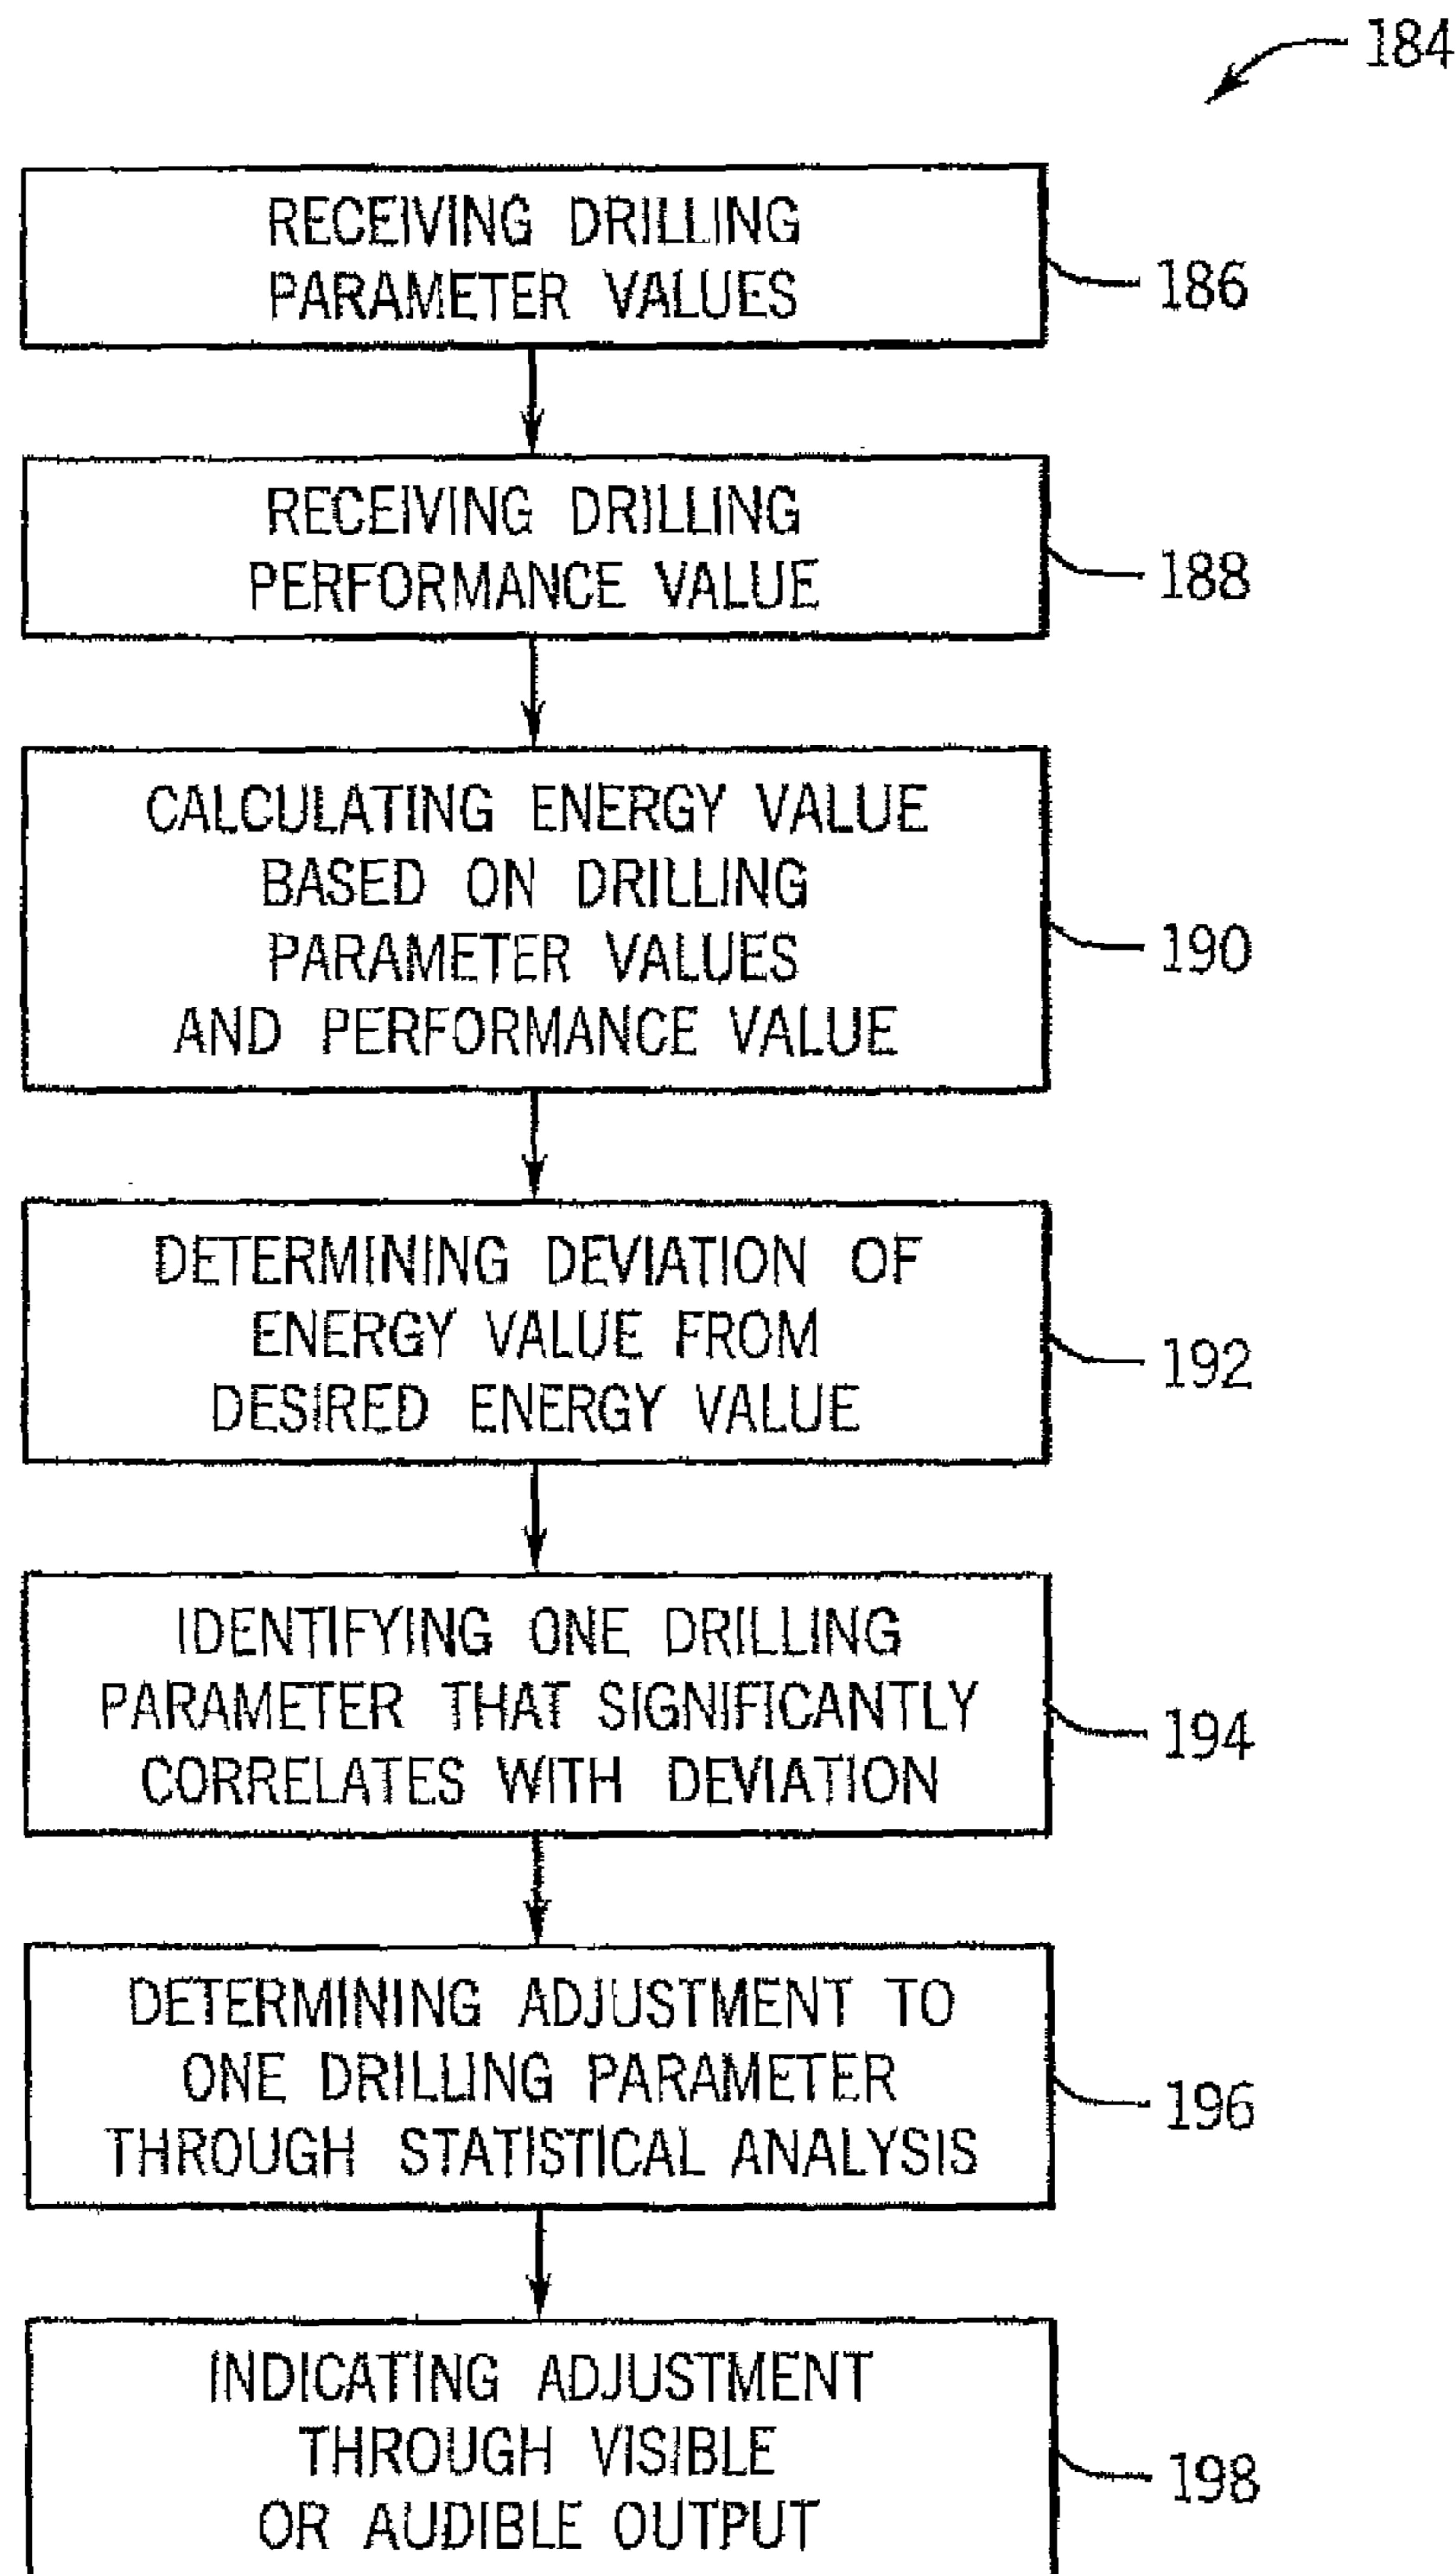 184
RECEIVING DRILLING
PARAMETER VALUES
186
RECEIVING DRILLING
PERFORMANCE VALUE
188
CALCULATING ENERGY VALUE
BASED ON DRILLING
PARAMETER VALUES
AND PERFORMANCE VALUE
190
DETERMINING DEVIATION OF
ENERGY VALUE FROM
DESIRED ENERGY VALUE
192
IDENTIFYING ONE DRILLING
PARAMETER THAT SIGNIFICANTLY
CORRELATES WITH DEVIATION
194
DETERMINING ADJUSTMENT TO
ONE DRILLING PARAMETER
THROUGH STATISTICAL ANALYSIS
196
INDICATING ADJUSTMENT
THROUGH VISIBLE
OR AUDIBLE OUTPUT
198